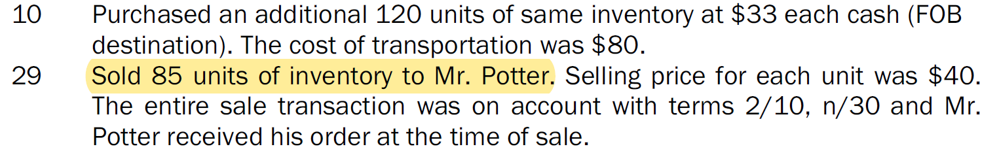 10 Purchased an additional 120 units of same inventory at $33 each cash (FOB
destination). The cost of transportation was $80.
29 Sold 85 units of inventory to Mr. Potter. Selling price for each unit was $40.
The entire sale transaction was on account with terms 2/10, n/30 and Mr.
Potter received his order at the time of sale.